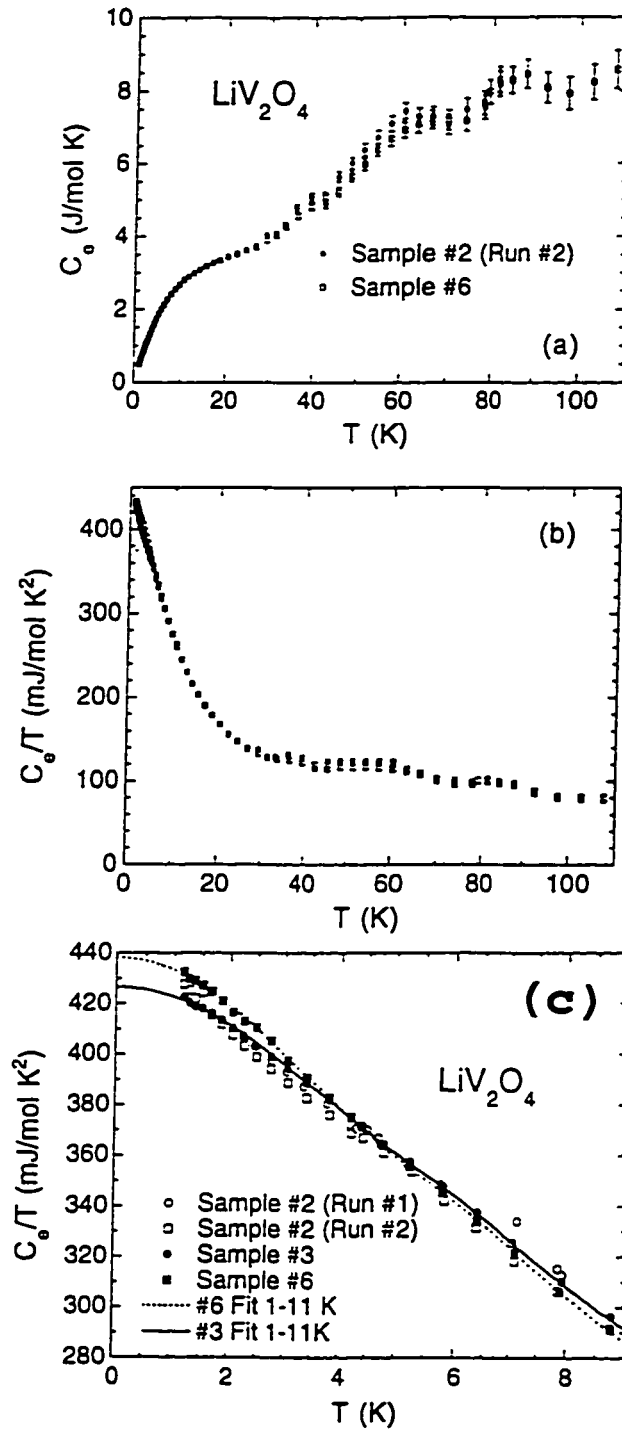 10
8
6
4
2
0
LiV2O4
Ce (J/mol K)
Sample #2 (Run #2)
Sample #6
(a)
0 20 40 60 80 100
T (K)
400
300
200
100
0
Ce/T (mJ/mol K2)
(b)
0 20 40 60 80 100
T (K)
440
420
400
380
360
340
320
300
280
Ce/T (mJ/mol K2)
(c)
LiV2O4
Sample #2 (Run #1)
Sample #2 (Run #2)
Sample #3
Sample #6
#6 Fit 1-11 K
#3 Fit 1-11K
0 2 4 6 8
T (K)